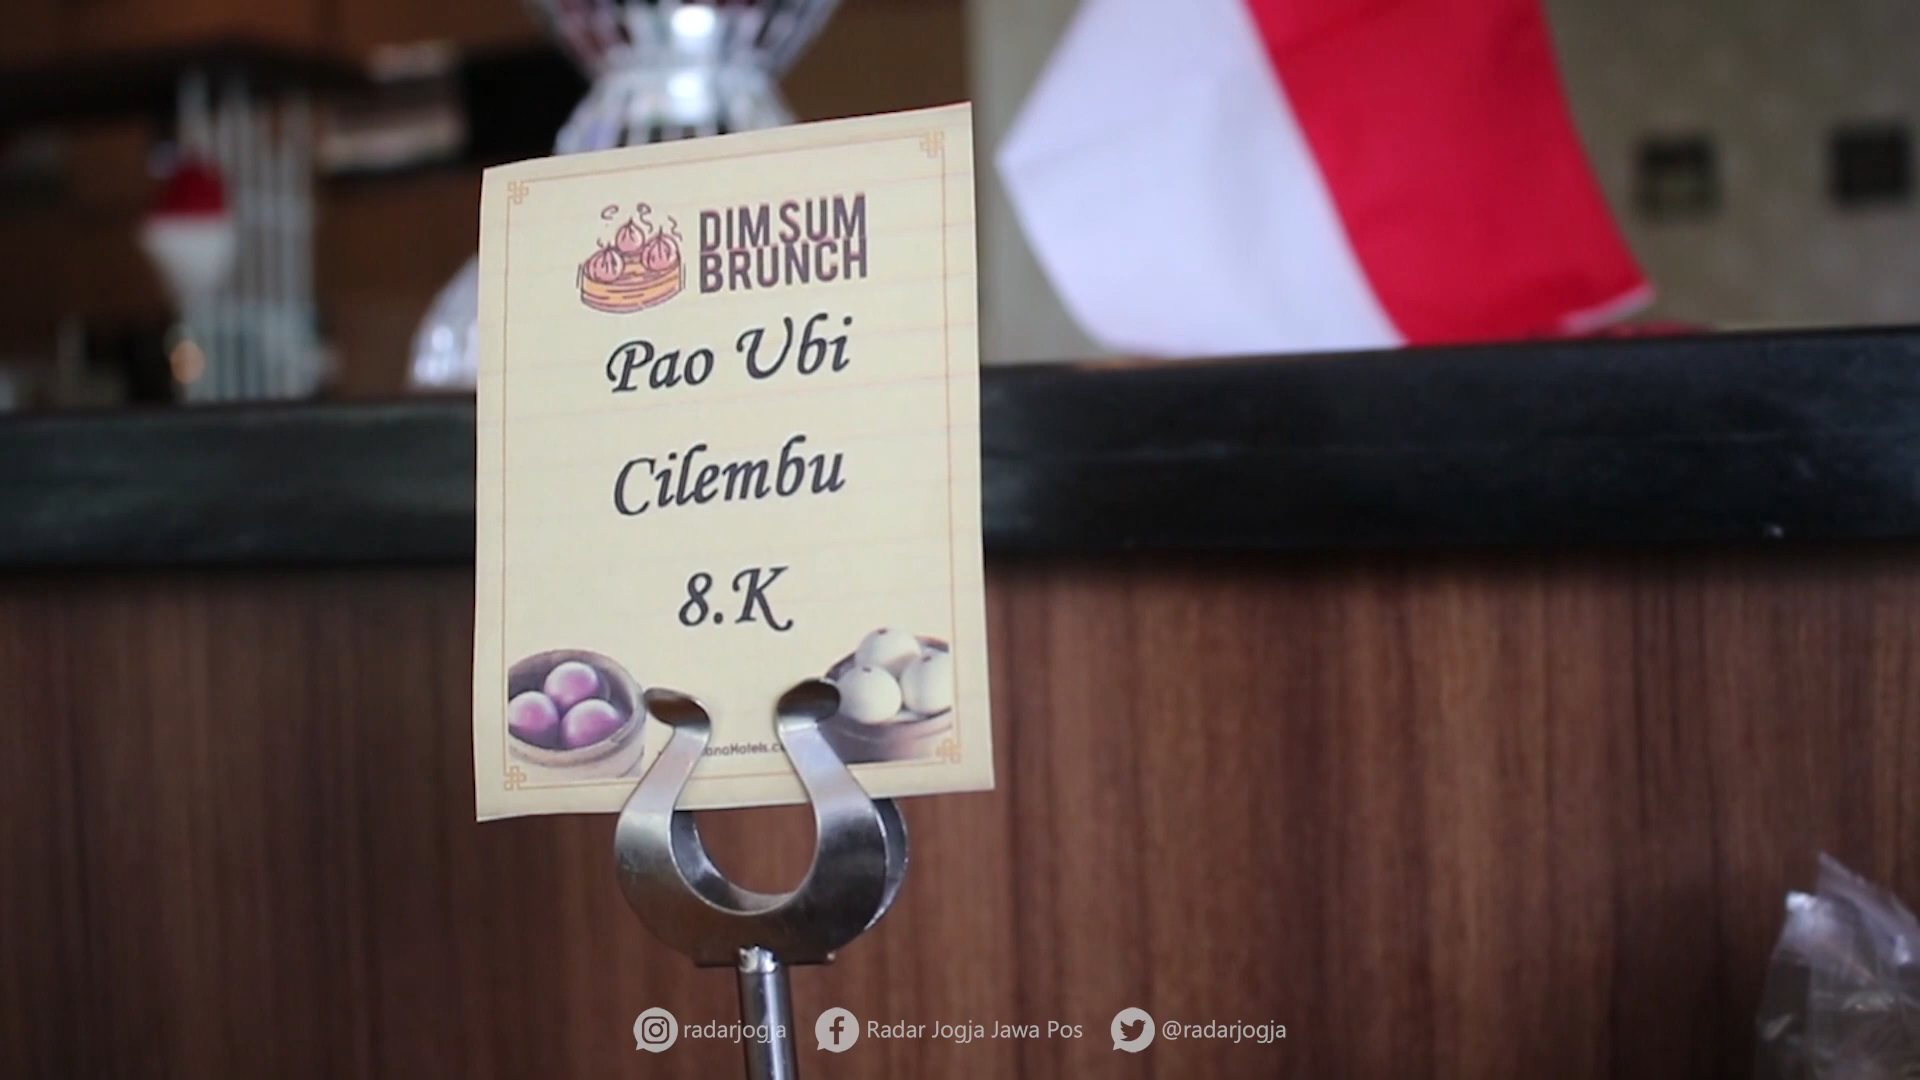 DIM SUM
BRUNCH
Pao Ubi
Cilembu
8.K
radarjogja
Radar Jogja Jawa Pos
@radarjogja